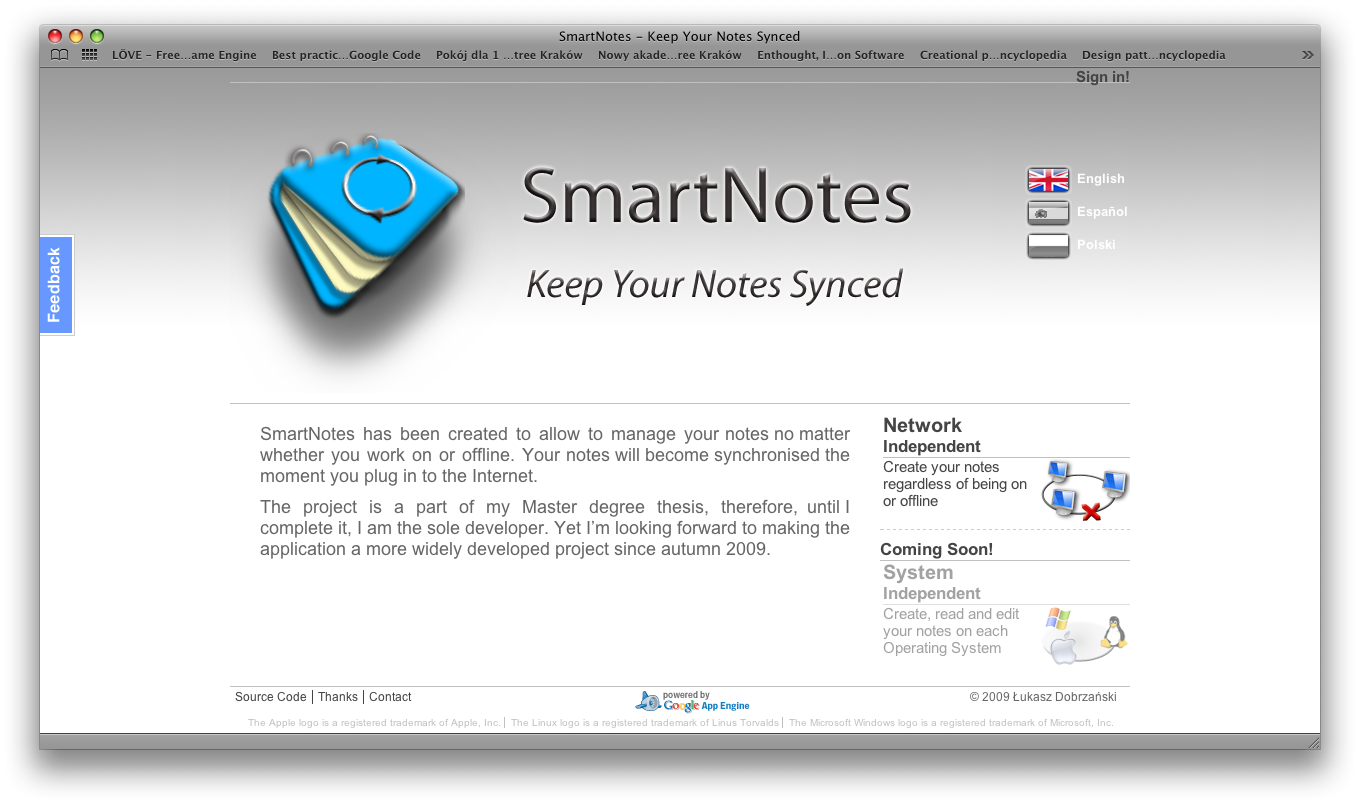 SmartNotes – Keep Your Notes Synced
LÖVE – Free...ame Engine Best practic...Google Code Pokój dla 1 ...tree Kraków Nowy akade...ree Kraków Enthought, I...on Software Creational p...ncyclopedia Design patt...ncyclopedia
Sign in!
SmartNotes
Keep Your Notes Synced
English
Español
Polski
Feedback
SmartNotes has been created to allow to manage your notes no matter
whether you work on or offline. Your notes will become synchronised the
moment you plug in to the Internet.
The project is a part of my Master degree thesis, therefore, until I
complete it, I am the sole developer. Yet I'm looking forward to making the
application a more widely developed project since autumn 2009.
Network
Independent
Create your notes
regardless of being on
or offline
Coming Soon!
System
Independent
Create, read and edit
your notes on each
Operating System
Source Code | Thanks | Contact
powered by
Google App Engine
© 2009 Łukasz Dobrzański
The Apple logo is a registered trademark of Apple, Inc. | The Linux logo is a registered trademark of Linus Torvalds | The Microsoft Windows logo is a registered trademark of Microsoft, Inc.